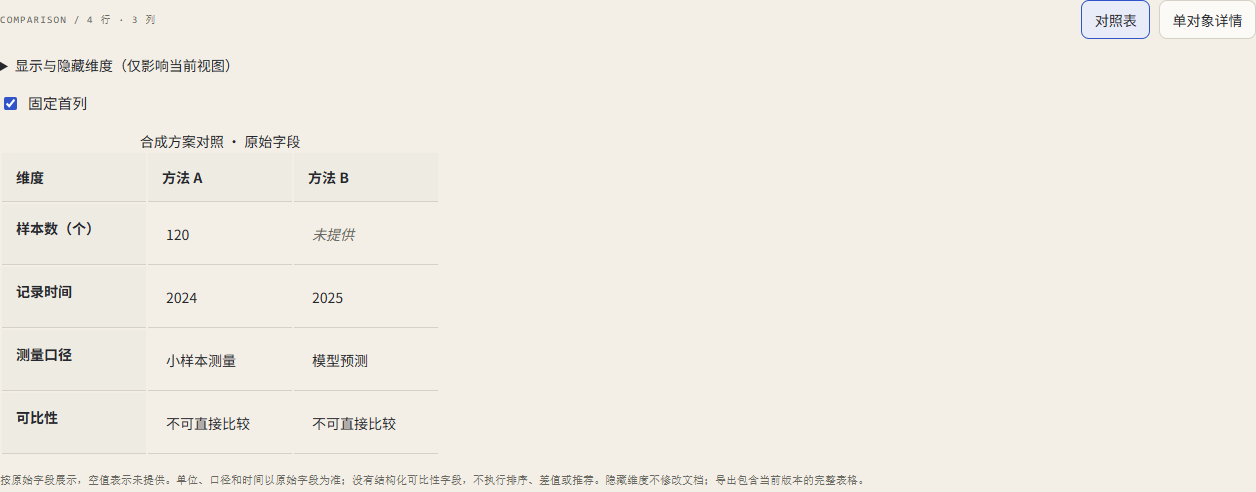 COMPARISON / 4 行 · 3 列
对照表 单对象详情
显示与隐藏维度（仅影响当前视图）
固定首列
合成方案对照 · 原始字段
维度 方法 A 方法 B
样本数（个） 120 未提供
记录时间 2024 2025
测量口径 小样本测量 模型预测
可比性 不可直接比较 不可直接比较
按原始字段展示，空值表示未提供。单位、口径和时间以原始字段为准；没有结构化可比性字段，不执行排序、差值或推荐。隐藏维度不修改文档；导出包含当前版本的完整表格。